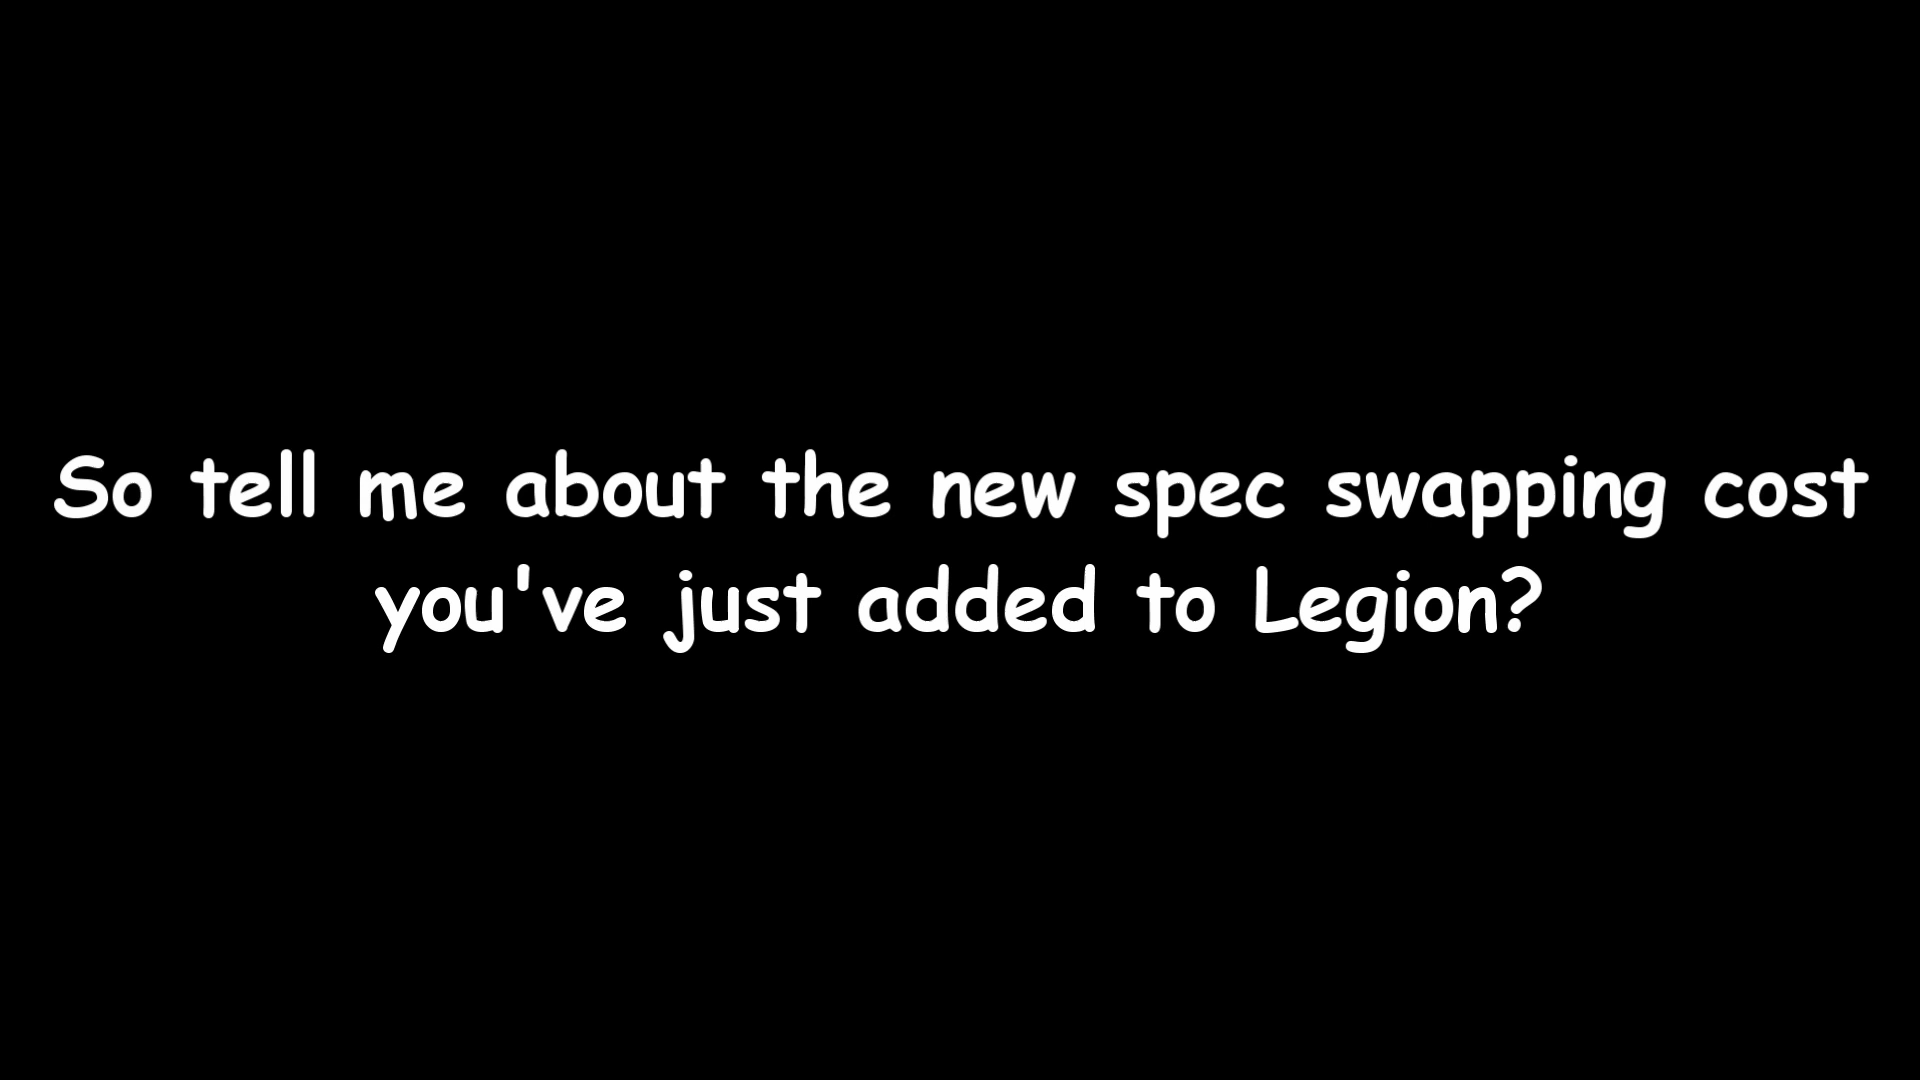 So tell me about the new spec swapping cost
you've just added to Legion?